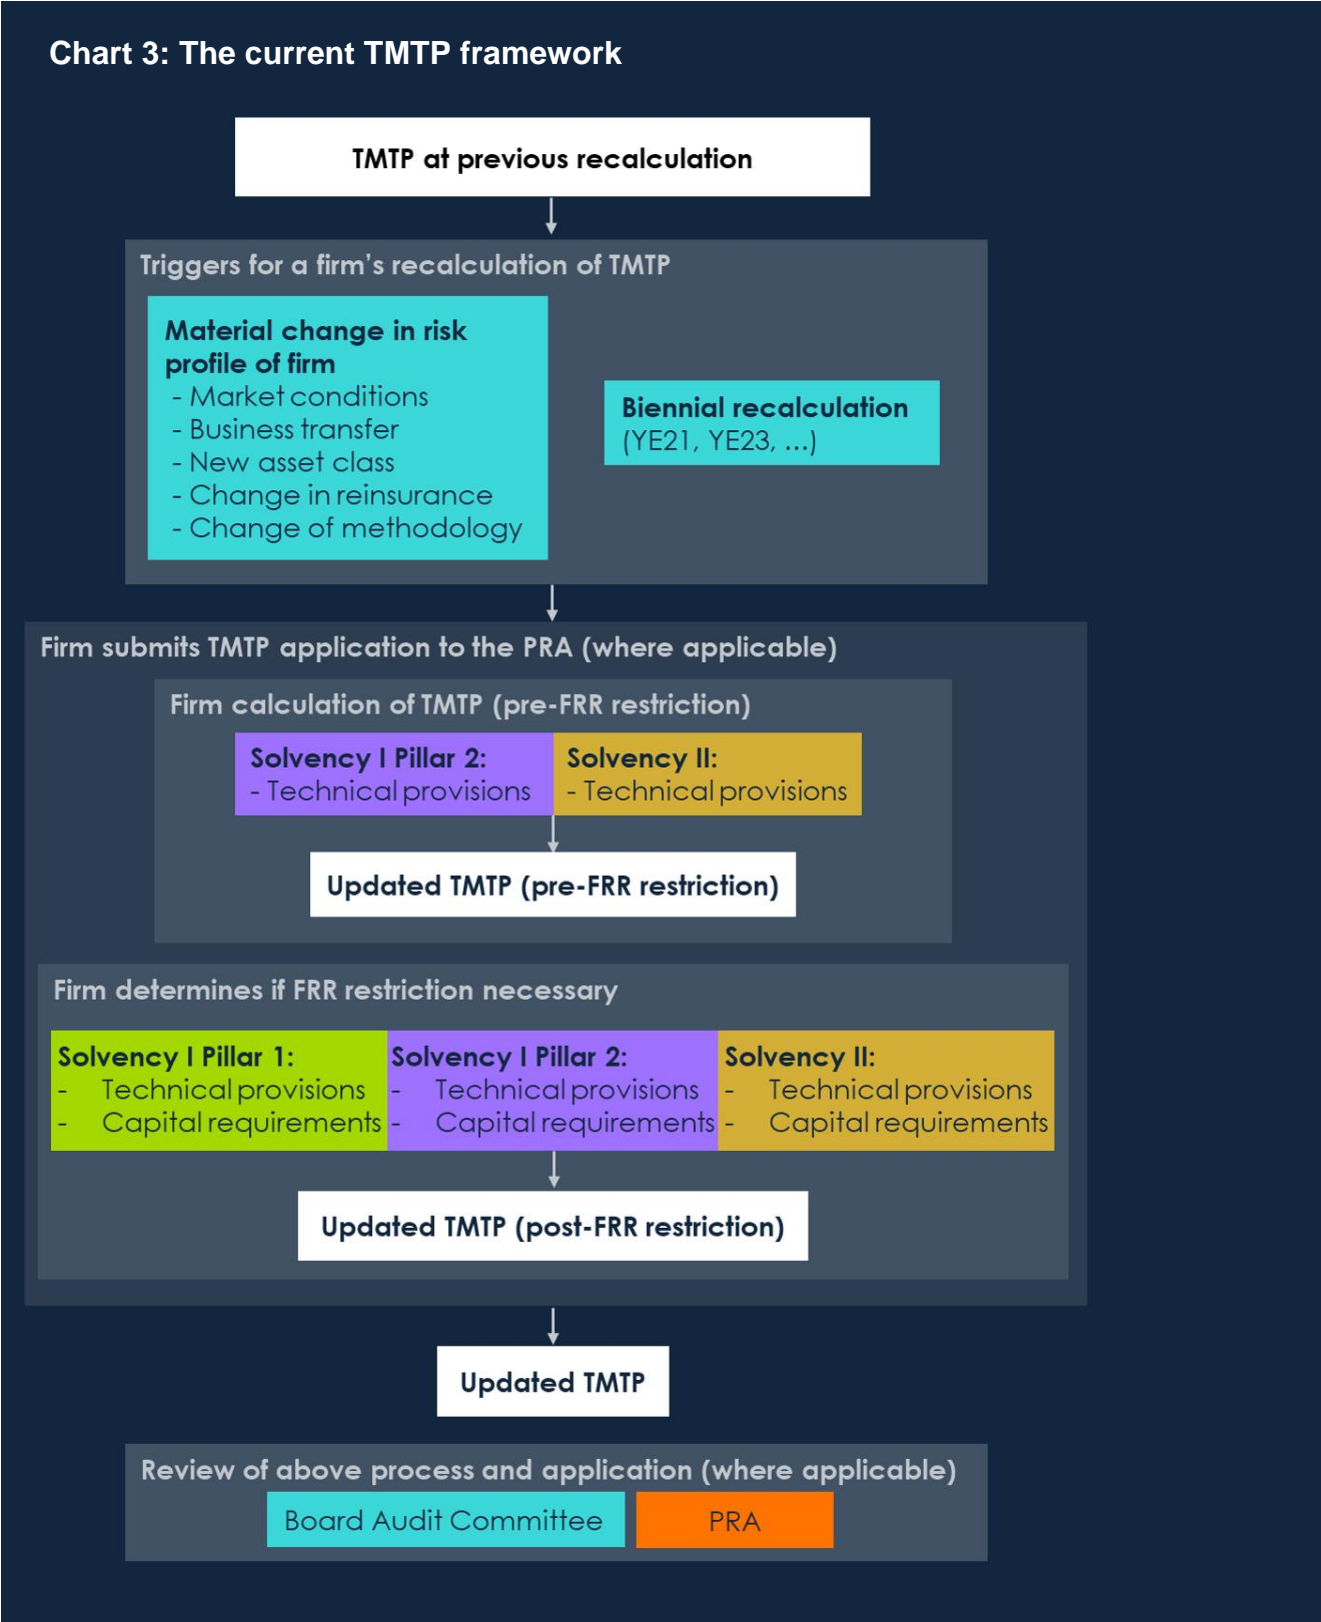 Chart 3: The current TMTP framework
TMTP at previous recalculation
Triggers for a firm's recalculation of TMTP
Material change in risk
profile of firm
- Market conditions
- Business transfer
- New asset class
- Change in reinsurance
- Change of methodology
Biennial recalculation
(YE21, YE23, ...)
Firm submits TMTP application to the PRA (where applicable)
Firm calculation of TMTP (pre-FRR restriction)
Solvency I Pillar 2:
- Technical provisions
Solvency II:
- Technical provisions
Updated TMTP (pre-FRR restriction)
Firm determines if FRR restriction necessary
Solvency I Pillar 1:
- Technical provisions
- Capital requirements
Solvency I Pillar 2:
- Technical provisions
- Capital requirements
Solvency II:
- Technical provisions
- Capital requirements
Updated TMTP (post-FRR restriction)
Updated TMTP
Review of above process and application (where applicable)
Board Audit Committee
PRA